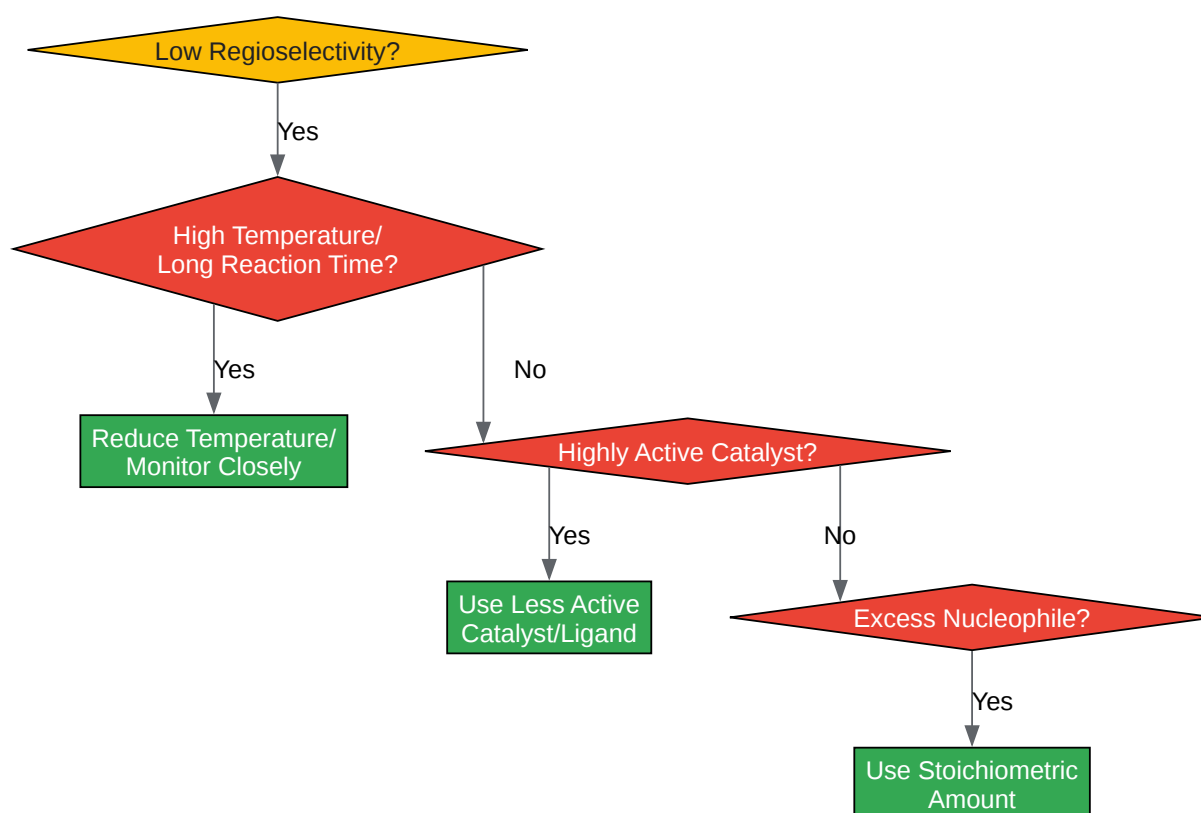 Low Regioselectivity?
Yes
High Temperature/
Long Reaction Time?
Yes
No
Reduce Temperature/
Monitor Closely
Highly Active Catalyst?
Yes
No
Use Less Active
Catalyst/Ligand
Excess Nucleophile?
Yes
Use Stoichiometric
Amount